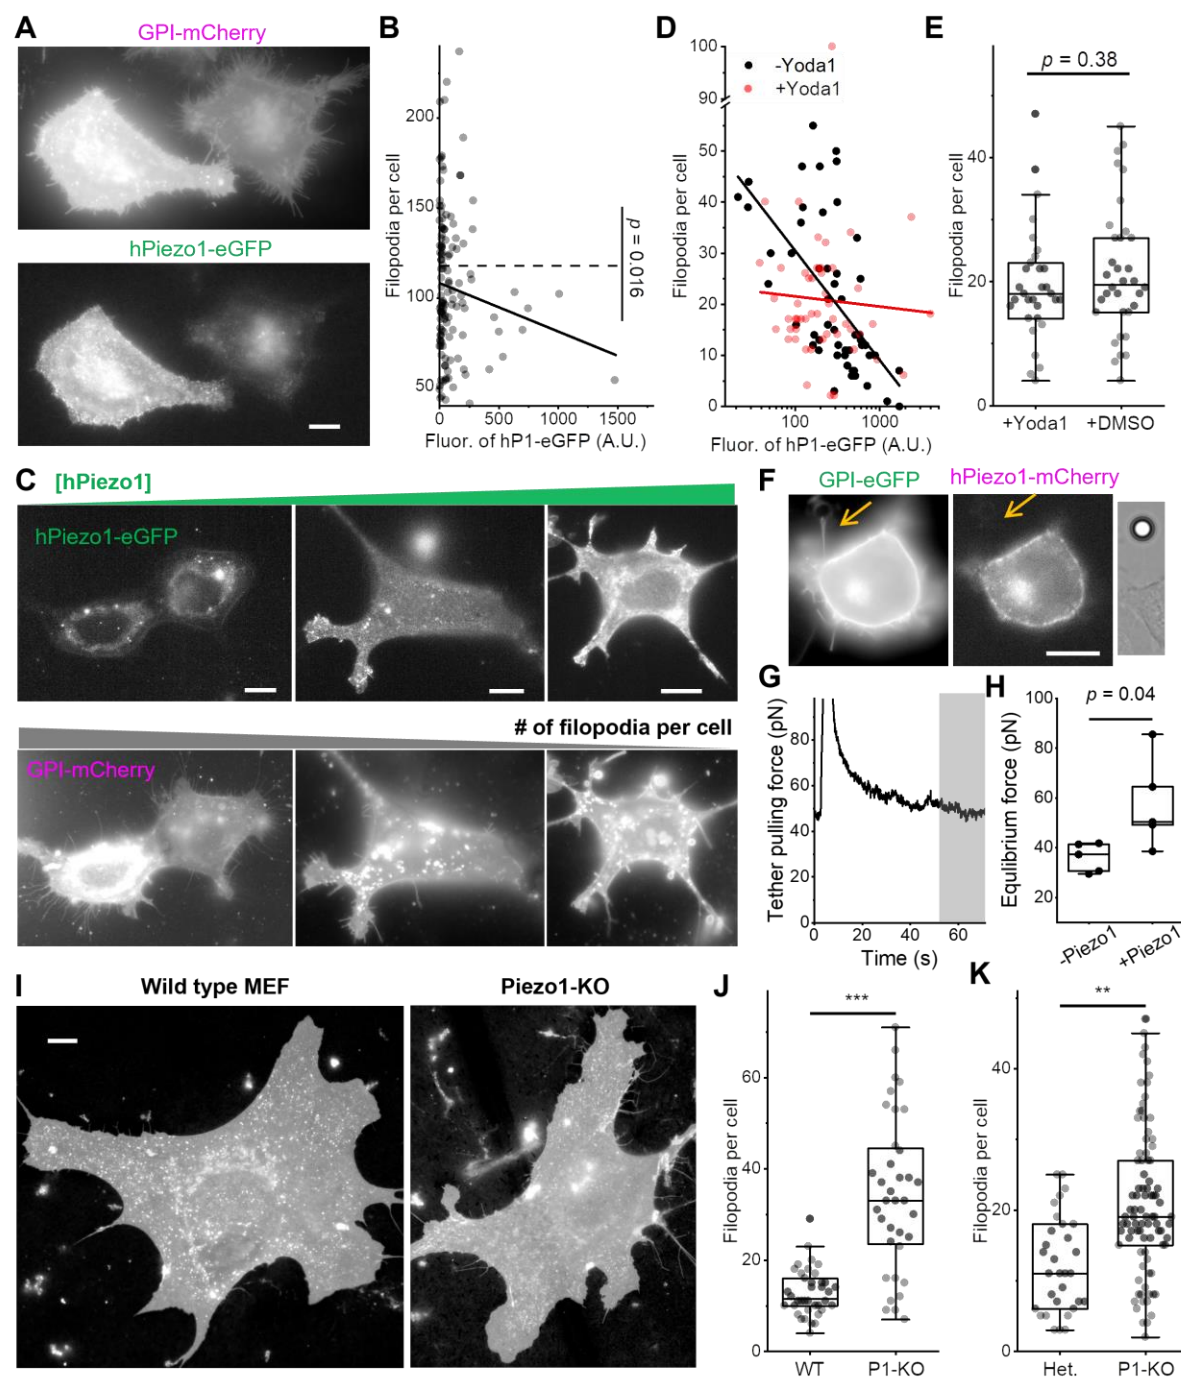 A
GPI-mCherry
hPiezo1-eGFP
B
Filopodia per cell
200
150
100
50
0 500 1000 1500
Fluor. of hP1-eGFP (A.U.)
p = 0.016
D
Filopodia per cell
100
90
50
40
30
20
10
0
100 1000
Fluor. of hP1-eGFP (A.U.)
-Yoda1
+Yoda1
E
p = 0.38
Filopodia per cell
40
20
0
+Yoda1 +DMSO
C
[hPiezo1]
hPiezo1-eGFP
# of filopodia per cell
GPI-mCherry
F
GPI-eGFP hPiezo1-mCherry
G
Tether pulling force (pN)
80
60
40
20
0
0 20 40 60
Time (s)
H
p = 0.04
Equlibrium force (pN)
100
80
60
40
20
-Piezo1 +Piezo1
I
Wild type MEF Piezo1-KO
J
***
Filopodia per cell
60
40
20
0
WT P1-KO
K
**
Filopodia per cell
40
20
0
Het. P1-KO